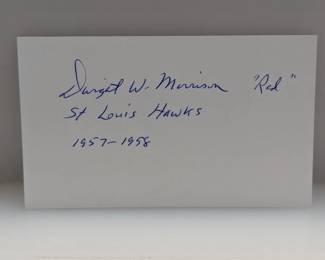 Dwight W. Morrison "Red"
St Louis Hawks
1957-1958